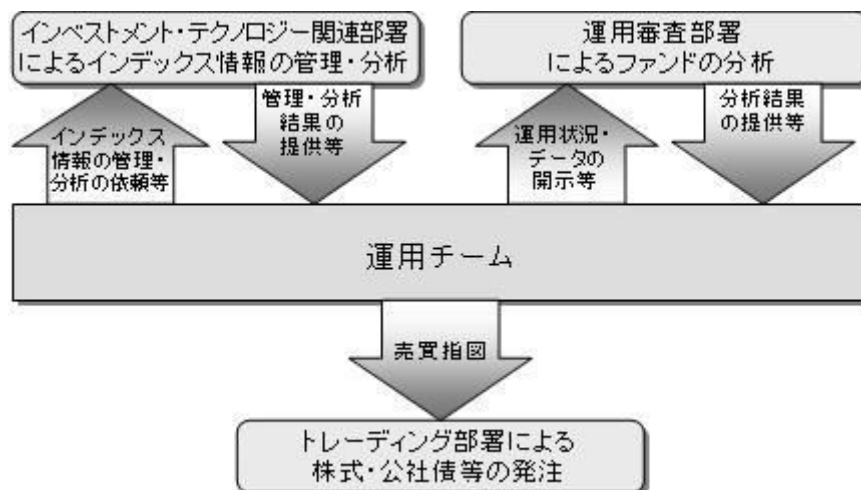 インベストメント・テクノロジー関連部署
によるインデックス情報の管理・分析
運用審査部署
によるファンドの分析
インデックス
情報の管理・
分析の依頼等
管理・分析
結果の
提供等
運用状況・
データの
開示等
分析結果
の提供等
運用チーム
売買指図
トレーディング部署による
株式・公社債等の発注